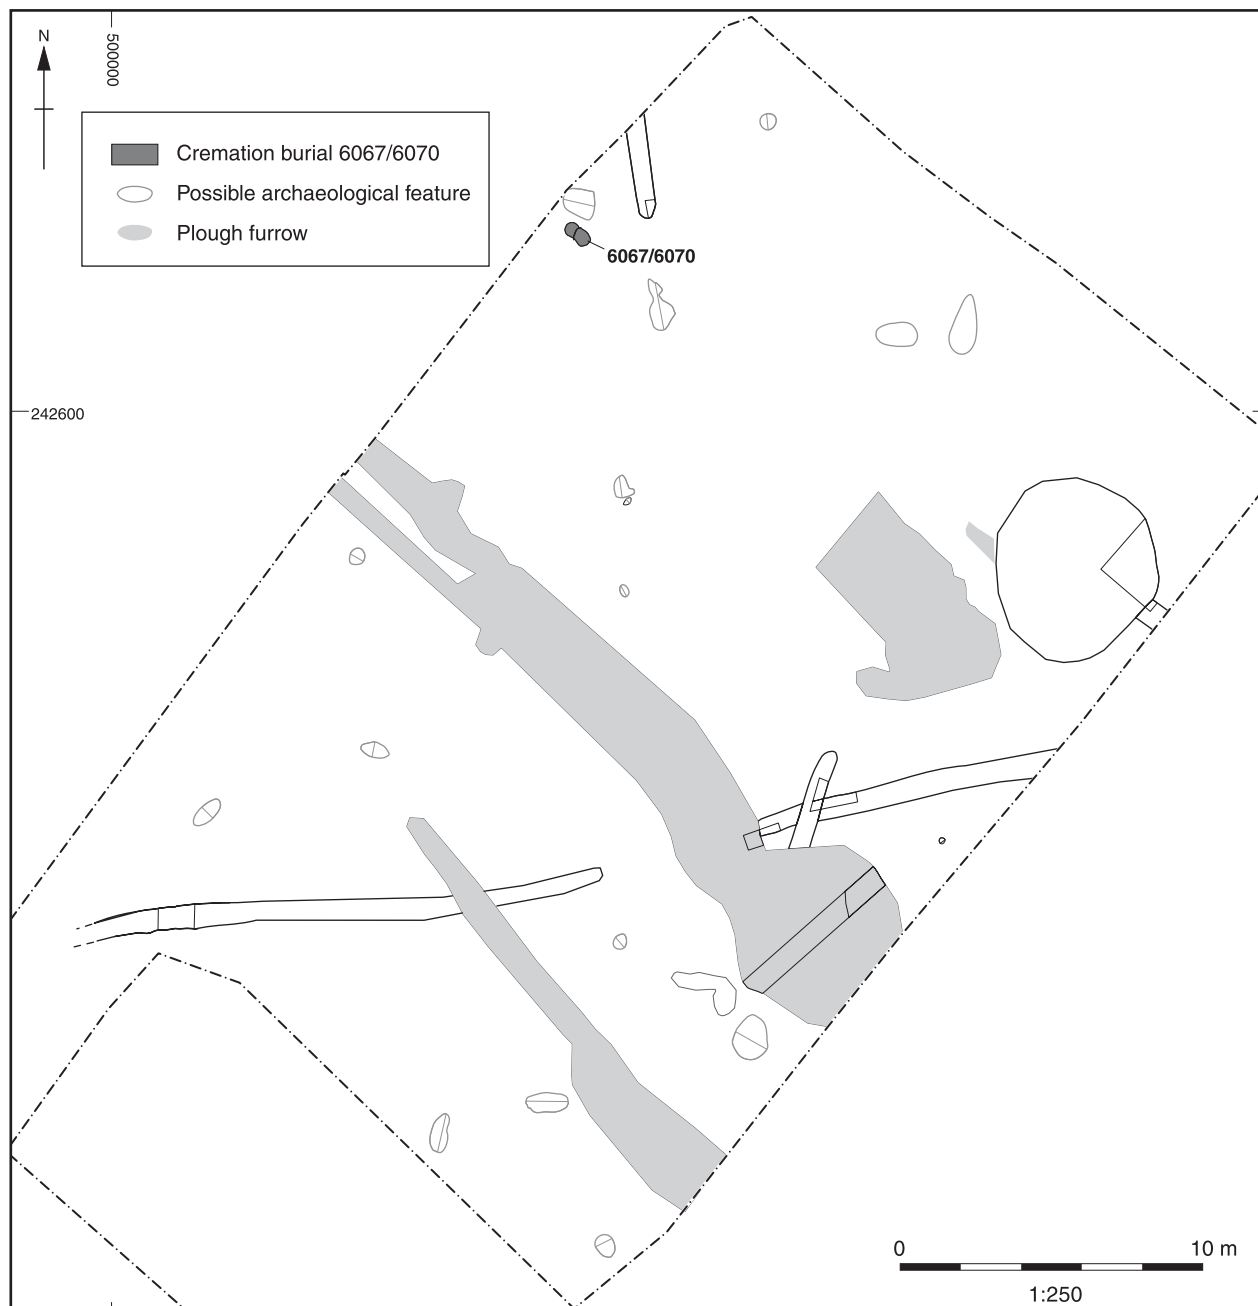 N
500000
Cremation burial 6067/6070
Possible archaeological feature
Plough furrow
6067/6070
242600
0 10 m
1:250